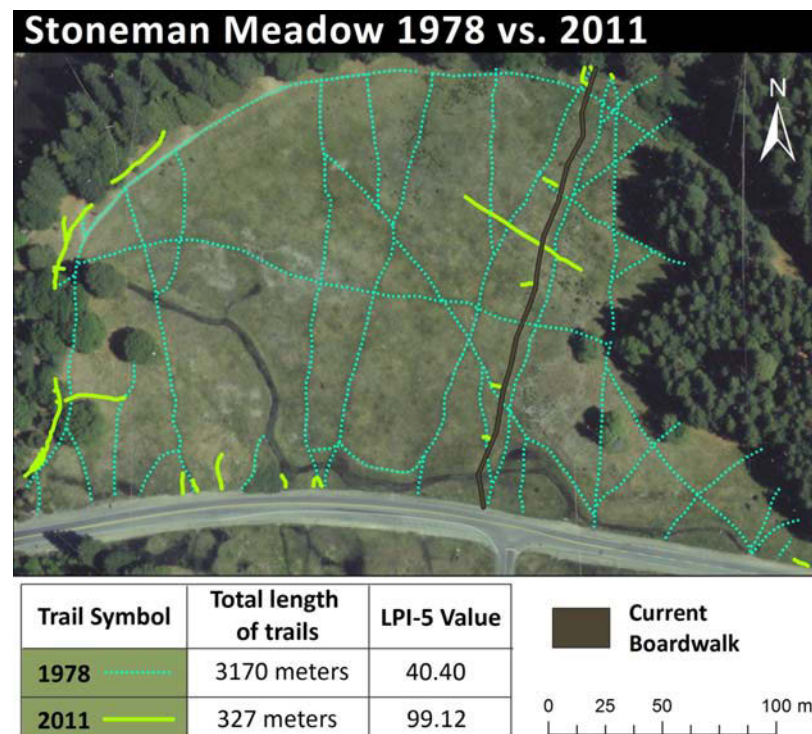 Stoneman Meadow 1978 vs. 2011
N
Trail Symbol
Total length
of trails
LPI-5 Value
1978
3170 meters
40.40
2011
327 meters
99.12
Current
Boardwalk
0 25 50 100 m